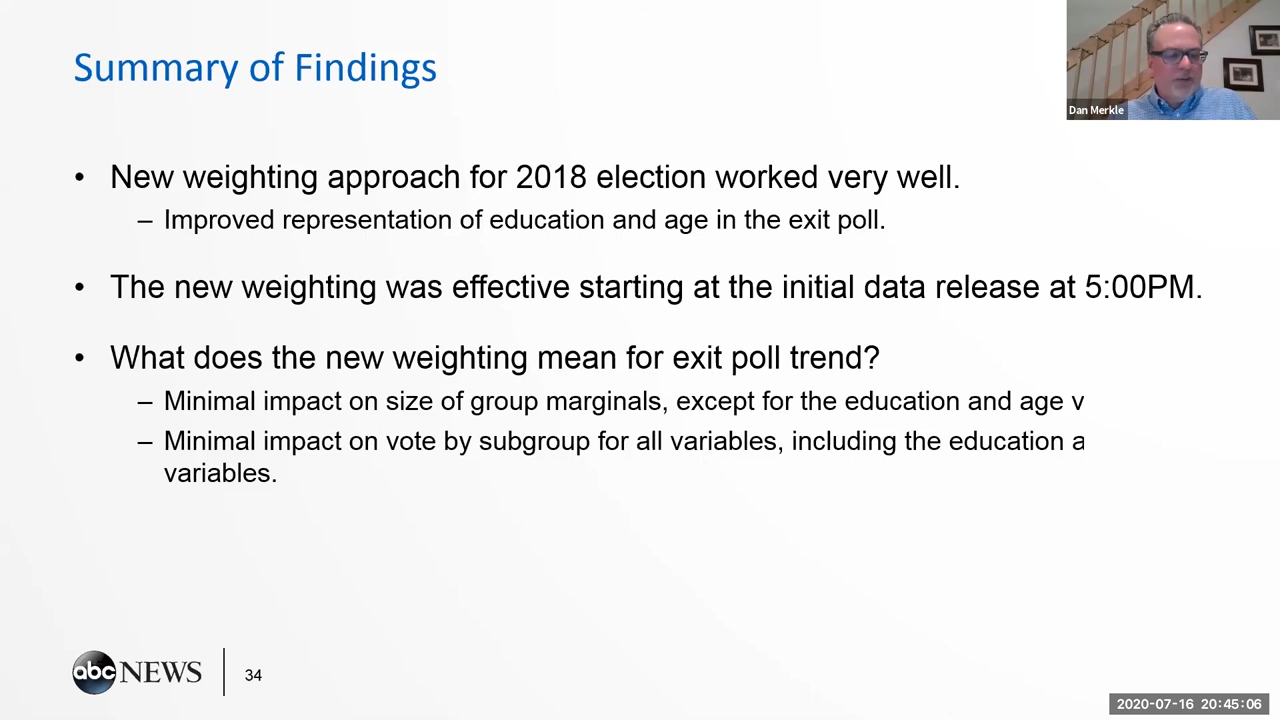 Summary of Findings
Dan Merkle
• New weighting approach for 2018 election worked very well.
– Improved representation of education and age in the exit poll.
• The new weighting was effective starting at the initial data release at 5:00PM.
• What does the new weighting mean for exit poll trend?
– Minimal impact on size of group marginals, except for the education and age v
– Minimal impact on vote by subgroup for all variables, including the education a
variables.
abc NEWS
34
2020-07-16 20:45:06